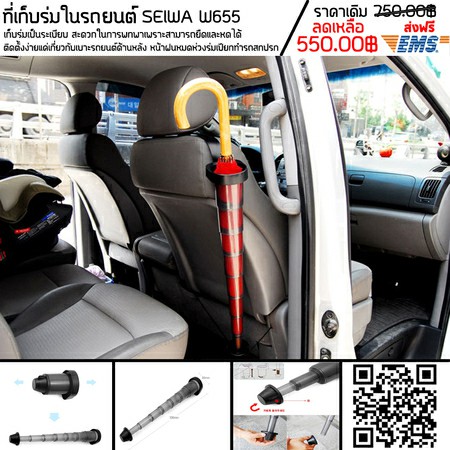 ที่เก็บร่มในรถยนต์ SEIWA W655
เก็บร่มเป็นระเบียบ สะดวกในการพกพาเพราะสามารถยืดและหดได้
ติดตั้งง่ายแค่เกี่ยวกับเบาะรถยนต์ด้านหลัง หน้าฝนหมดห่วงร่มเปียกทำรถสกปรก
ราคาเดิม 750.00฿
ลดเหลือ
550.00฿
ส่งฟรี
EMS